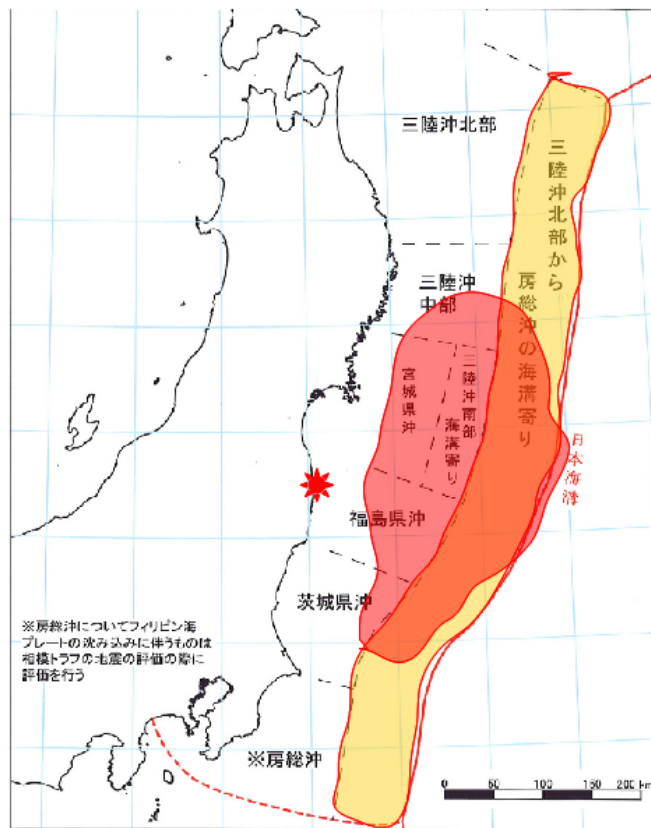 三陸沖北部
三陸沖北部から
房総沖の海溝寄り
三陸沖
中部
宮城県沖
三陸沖南部
海溝寄り
日本海溝
福島県沖
茨城県沖
※房総沖についてフィリピン海
プレートの沈み込みに伴うものは
相模トラフの地震の評価の際に
評価を行う
※房総沖
0 50 100 150 200 km